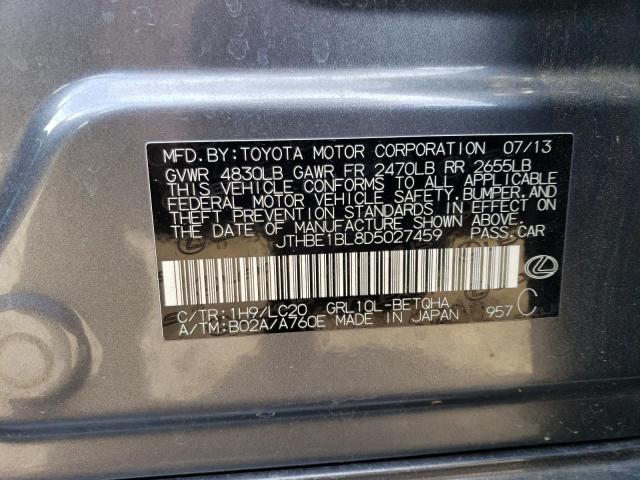 MFD.BY:TOYOTA MOTOR CORPORATION 07/13
GVWR 4830LB GAWR FR 2470LB RR 2655LB
THIS VEHICLE CONFORMS TO ALL APPLICABLE
FEDERAL MOTOR VEHICLE SAFETY,BUMPER,AND
THEFT PREVENTION STANDARDS IN EFFECT ON
THE DATE OF MANUFACTURE SHOWN ABOVE.
JTHBE1BL8D5027459 PASS.CAR
C/TR:1H9/LC20 GRL10L-BETQHA
A/TM:B02A/A760E MADE IN JAPAN 957 C